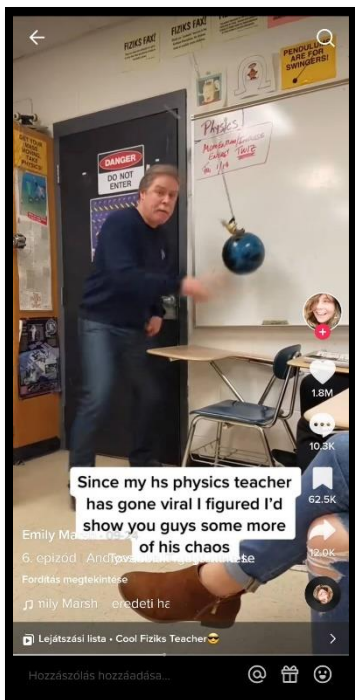 FIZIKS FAX!
FIZIKS FAX!
PENDULUMS
ARE FOR
SWINGERS!
Physics
DANGER
DO NOT
ENTER
1.8M
10.3K
62.5K
12.0K
Since my hs physics teacher
has gone viral I figured I'd
show you guys some more
of his chaos
Emily
6. epizód
Fordítás megtekintése
Marsh eredeti
Lejátszási lista • Cool Fiziks Teacher😎
Hozzászólás hozzáadása...